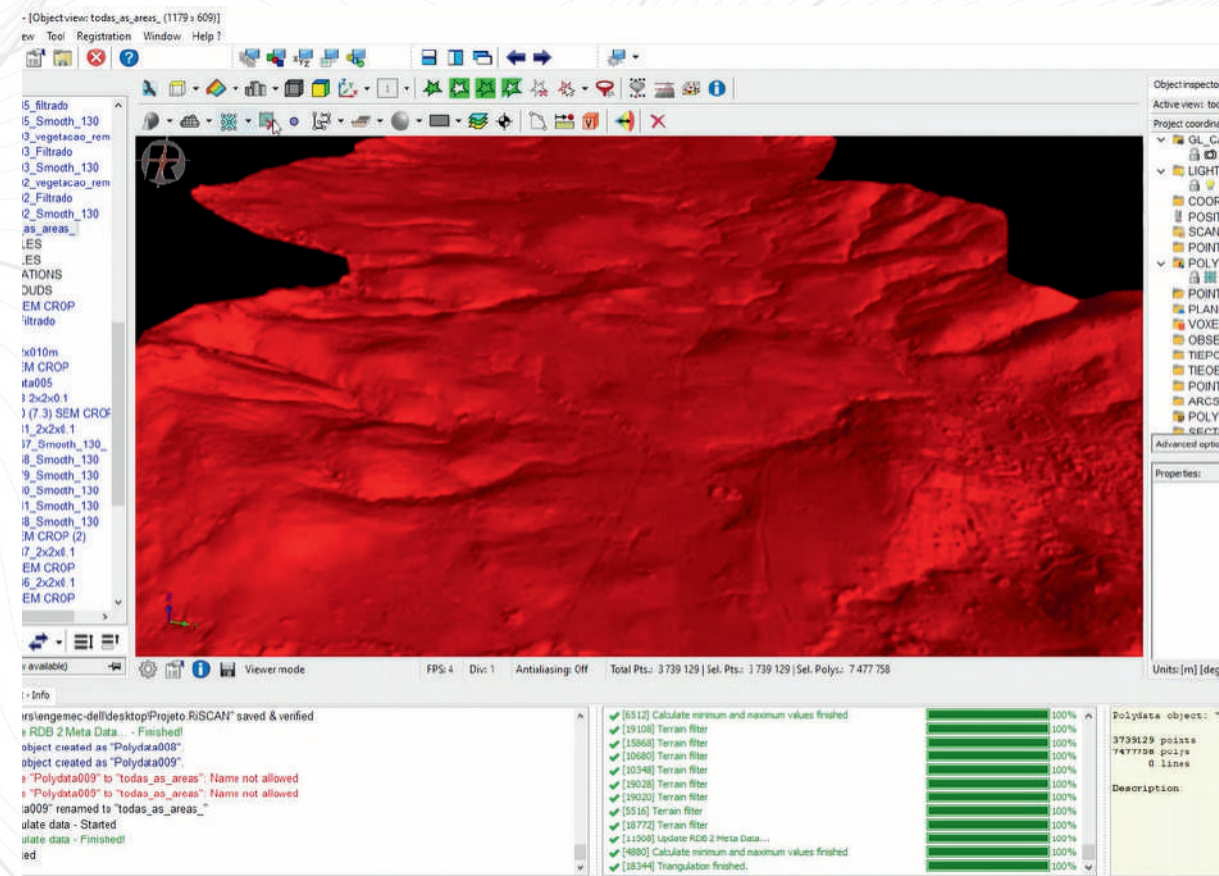 - [Object view: todas_as_areas_ (1179 x 609)]
ew Tool Registration Window Help ?
5_filtrado
5_Smooth_130
3_vegetacao_rem
3_Filtrado
3_Smooth_130
2_vegetacao_rem
2_Filtrado
2_Smooth_130
as_areas_
LES
LES
ATIONS
OUDS
EM CROP
Filtrado
2x010m
EM CROP
ata005
3 2x2x0.1
0 (7.3) SEM CROP
1_2x2x0.1
7_Smooth_130_
8_Smooth_130
9_Smooth_130
0_Smooth_130
1_Smooth_130
8_Smooth_130
EM CROP (2)
7_2x2x0.1
EM CROP
6_2x2x0.1
EM CROP
Object inspecto
Active view: tod
Project coordina
GL_CA
LIGHT
COOR
POSIT
SCAN
POINT
POLY
POINT
PLAN
VOXE
OBSE
TIEPO
TIEOB
POINT
ARCS
POLY
SECT
Advanced optio
Properties:
Units: [m] [deg
v available)
Viewer mode FPS: 4 Div: 1 Antialiasing: Off Total Pts.: 3 739 129 | Sel. Pts.: 3 739 129 | Sel. Polys.: 7 477 758
t - Info
ers\engemec-dell\desktop\Projeto.RiSCAN" saved & verified
e RDB 2 Meta Data... - Finished!
object created as "Polydata008".
object created as "Polydata009".
e "Polydata009" to "todas_as_areas": Name not allowed
e "Polydata009" to "todas_as_areas": Name not allowed
ta009" renamed to "todas_as_areas_"
ulate data - Started
ulate data - Finished!
ed
[6512] Calculate minimum and maximum values finished 100%
[19108] Terrain filter 100%
[15868] Terrain filter 100%
[10680] Terrain filter 100%
[10348] Terrain filter 100%
[19028] Terrain filter 100%
[19020] Terrain filter 100%
[5516] Terrain filter 100%
[18772] Terrain filter 100%
[11508] Update RDB 2 Meta Data... 100%
[4880] Calculate minimum and maximum values finished 100%
[18344] Triangulation finished. 100%
Polydata object: "
3739129 points
7477758 polys
0 lines
Description: